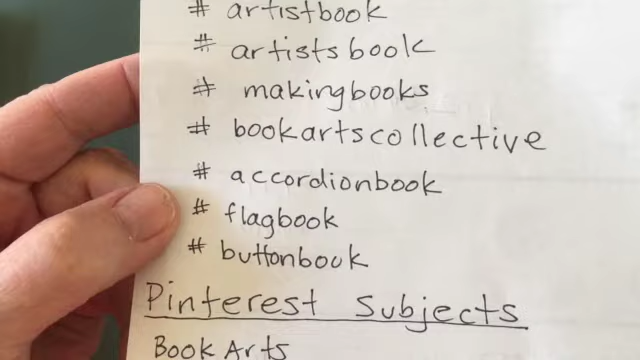 # artistbook
# artistsbook
# makingbooks
# bookartscollective
# accordionbook
# flagbook
# buttonbook
Pinterest Subjects
Book Arts